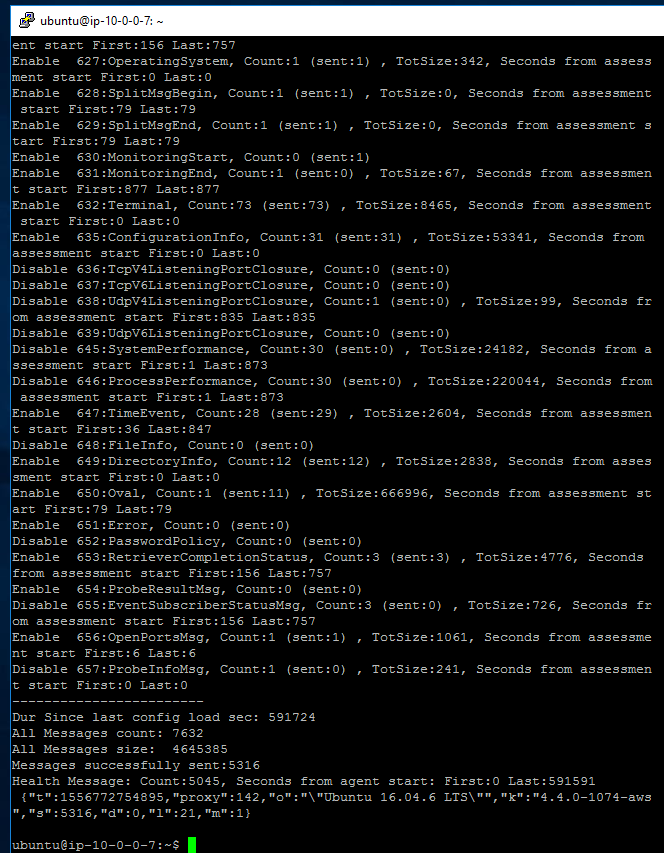 ubuntu@ip-10-0-0-7: ~
ent start First:156 Last:757
Enable  627:OperatingSystem, Count:1 (sent:1) , TotSize:342, Seconds from assess
ment start First:0 Last:0
Enable  628:SplitMsgBegin, Count:1 (sent:1) , TotSize:0, Seconds from assessment
 start First:79 Last:79
Enable  629:SplitMsgEnd, Count:1 (sent:1) , TotSize:0, Seconds from assessment s
tart First:79 Last:79
Enable  630:MonitoringStart, Count:0 (sent:1)
Enable  631:MonitoringEnd, Count:1 (sent:0) , TotSize:67, Seconds from assessmen
t start First:877 Last:877
Enable  632:Terminal, Count:73 (sent:73) , TotSize:8465, Seconds from assessment
 start First:0 Last:0
Enable  635:ConfigurationInfo, Count:31 (sent:31) , TotSize:53341, Seconds from
assessment start First:0 Last:0
Disable 636:TcpV4ListeningPortClosure, Count:0 (sent:0)
Disable 637:TcpV6ListeningPortClosure, Count:0 (sent:0)
Disable 638:UdpV4ListeningPortClosure, Count:1 (sent:0) , TotSize:99, Seconds fr
om assessment start First:835 Last:835
Disable 639:UdpV6ListeningPortClosure, Count:0 (sent:0)
Disable 645:SystemPerformance, Count:30 (sent:0) , TotSize:24182, Seconds from a
ssessment start First:1 Last:873
Disable 646:ProcessPerformance, Count:30 (sent:0) , TotSize:220044, Seconds from
 assessment start First:1 Last:873
Enable  647:TimeEvent, Count:28 (sent:29) , TotSize:2604, Seconds from assessmen
t start First:36 Last:847
Disable 648:FileInfo, Count:0 (sent:0)
Enable  649:DirectoryInfo, Count:12 (sent:12) , TotSize:2838, Seconds from asses
sment start First:0 Last:0
Enable  650:Oval, Count:1 (sent:11) , TotSize:666996, Seconds from assessment st
art First:79 Last:79
Enable  651:Error, Count:0 (sent:0)
Disable 652:PasswordPolicy, Count:0 (sent:0)
Enable  653:RetrieverCompletionStatus, Count:3 (sent:3) , TotSize:4776, Seconds
from assessment start First:156 Last:757
Enable  654:ProbeResultMsg, Count:0 (sent:0)
Disable 655:EventSubscriberStatusMsg, Count:3 (sent:0) , TotSize:726, Seconds fr
om assessment start First:156 Last:757
Enable  656:OpenPortsMsg, Count:1 (sent:1) , TotSize:1061, Seconds from assessme
nt start First:6 Last:6
Disable 657:ProbeInfoMsg, Count:1 (sent:0) , TotSize:241, Seconds from assessmen
t start First:0 Last:0
------------------------
Dur Since last config load sec: 591724
All Messages count: 7632
All Messages size:  4645385
Messages successfully sent:5316
Health Message: Count:5045, Seconds from agent start: First:0 Last:591591
 {"t":1556772754895,"proxy":142,"o":"\"Ubuntu 16.04.6 LTS\"","k":"4.4.0-1074-aws
","s":5316,"d":0,"l":21,"m":1}
ubuntu@ip-10-0-0-7:~$